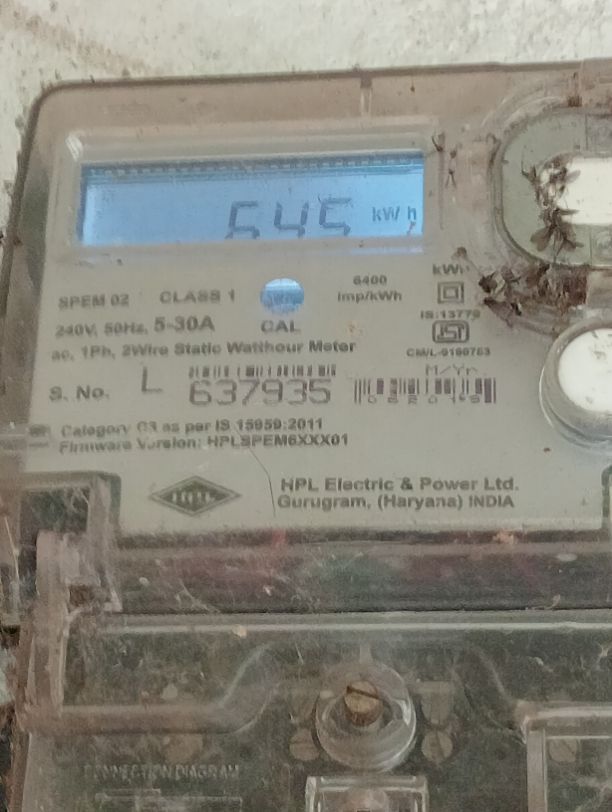 645 kWh
kWh
SPEM 02 CLASS 1 6400 imp/kWh
240V, 50Hz, 5-30A CAL
IS:13779
ac, 1Ph, 2Wire Static Watthour Meter
CM/L-9190753
M/Yr.
S. No. L 637935
Category C3 as per IS 15959:2011
Firmware Version: HPLSPEM6XXX01
HPL
HPL Electric & Power Ltd.
Gurugram, (Haryana) INDIA
CONNECTION DIAGRAM